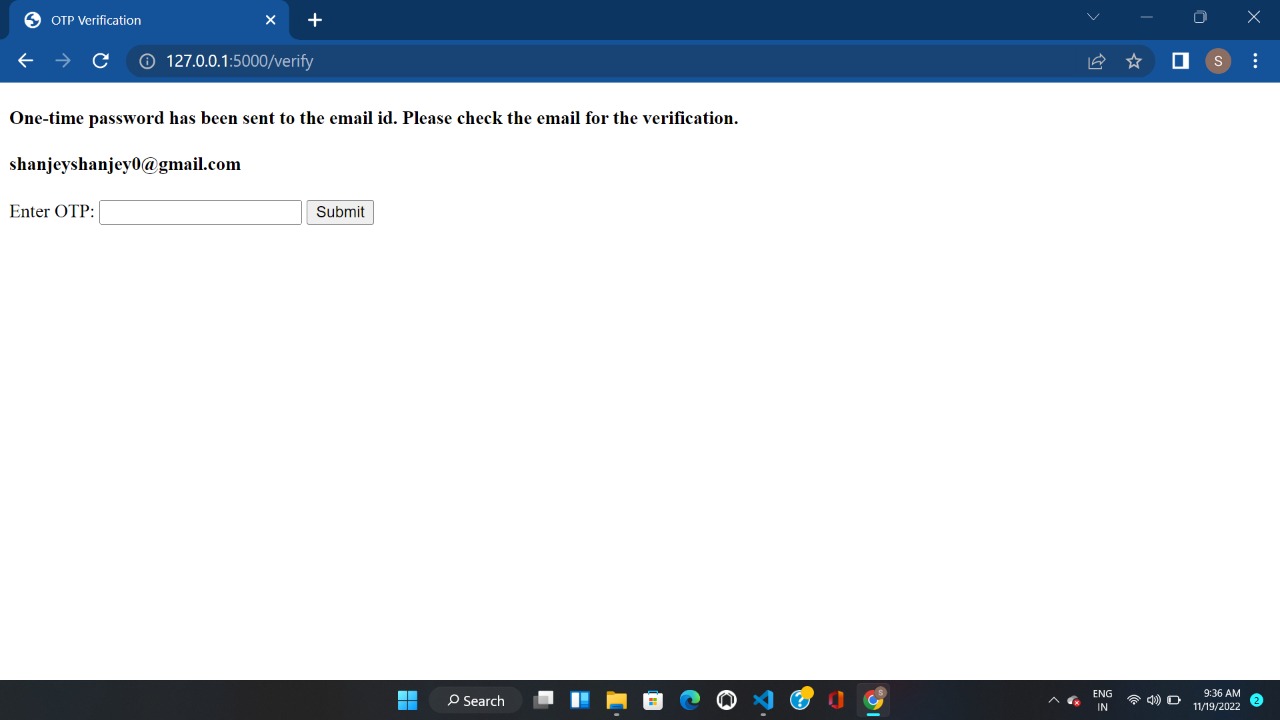 OTP Verification
127.0.0.1:5000/verify
S
One-time password has been sent to the email id. Please check the email for the verification.
shanjeyshanjey0@gmail.com
Enter OTP: Submit
Search
S
ENG
IN
9:36 AM
11/19/2022
2